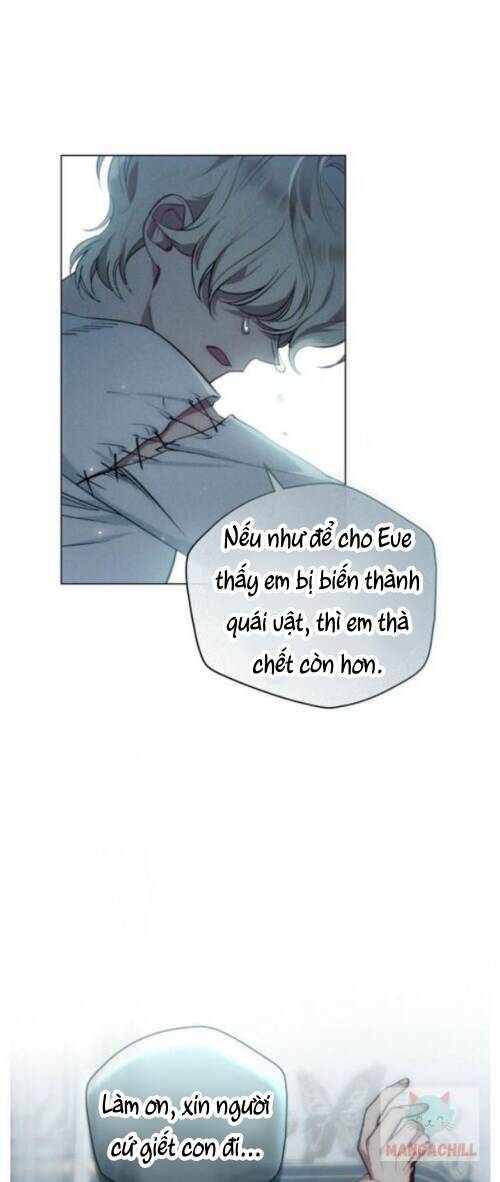 Nếu như để cho Eve
thấy em bị biến thành
quái vật, thì em thà
chết còn hơn.
Làm ơn, xin người
cứ giết con đi...
MANGACHILL